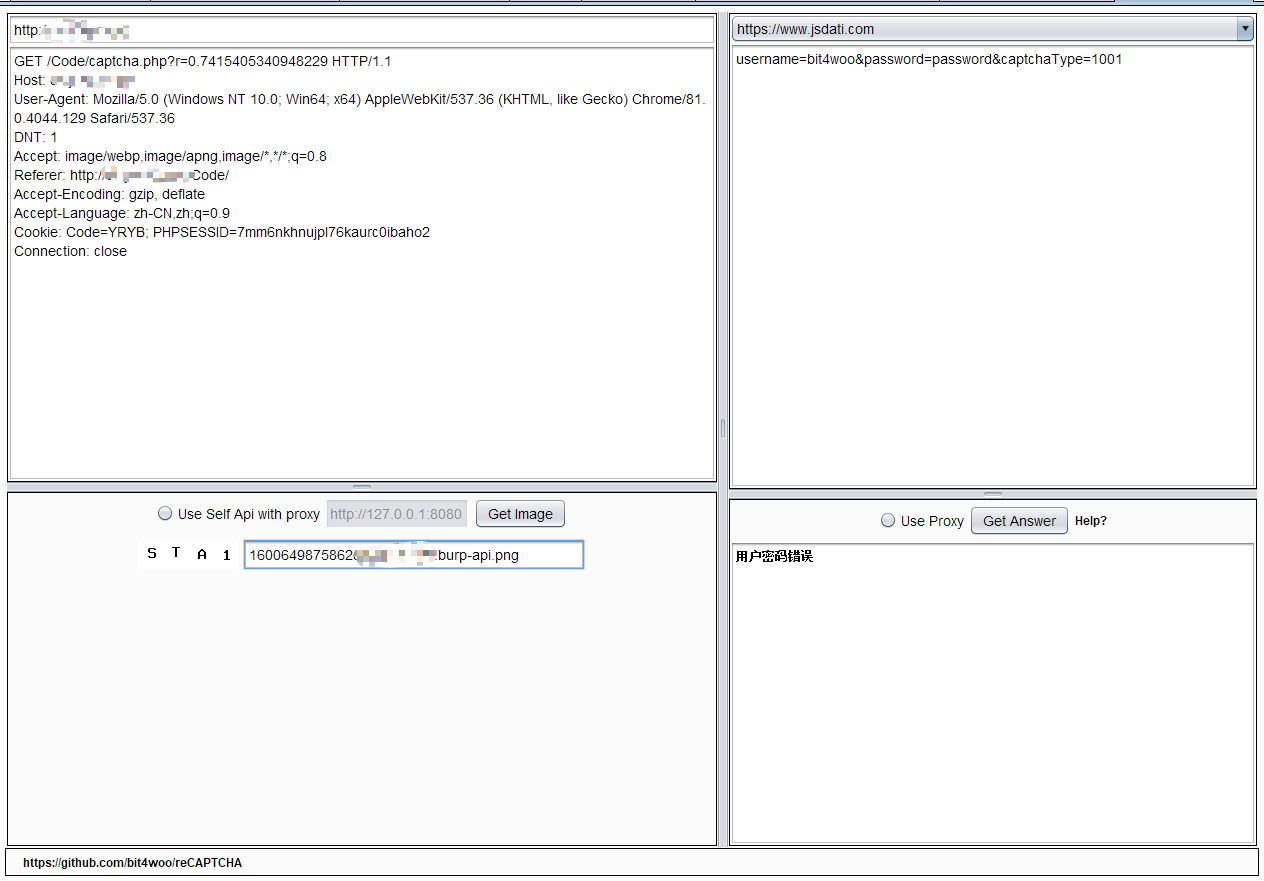 http:
GET /Code/captcha.php?r=0.7415405340948229 HTTP/1.1
Host:
User-Agent: Mozilla/5.0 (Windows NT 10.0; Win64; x64) AppleWebKit/537.36 (KHTML, like Gecko) Chrome/81.
0.4044.129 Safari/537.36
DNT: 1
Accept: image/webp,image/apng,image/*,*/*;q=0.8
Referer: http:/ Code/
Accept-Encoding: gzip, deflate
Accept-Language: zh-CN,zh;q=0.9
Cookie: Code=YRYB; PHPSESSID=7mm6nkhnujpl76kaurc0ibaho2
Connection: close
Use Self Api with proxy http://127.0.0.1:8080 Get Image
S T A 1 1600649875862 burp-api.png
https://www.jsdati.com
username=bit4woo&password=password&captchaType=1001
Use Proxy Get Answer Help?
用户密码错误
https://github.com/bit4woo/reCAPTCHA